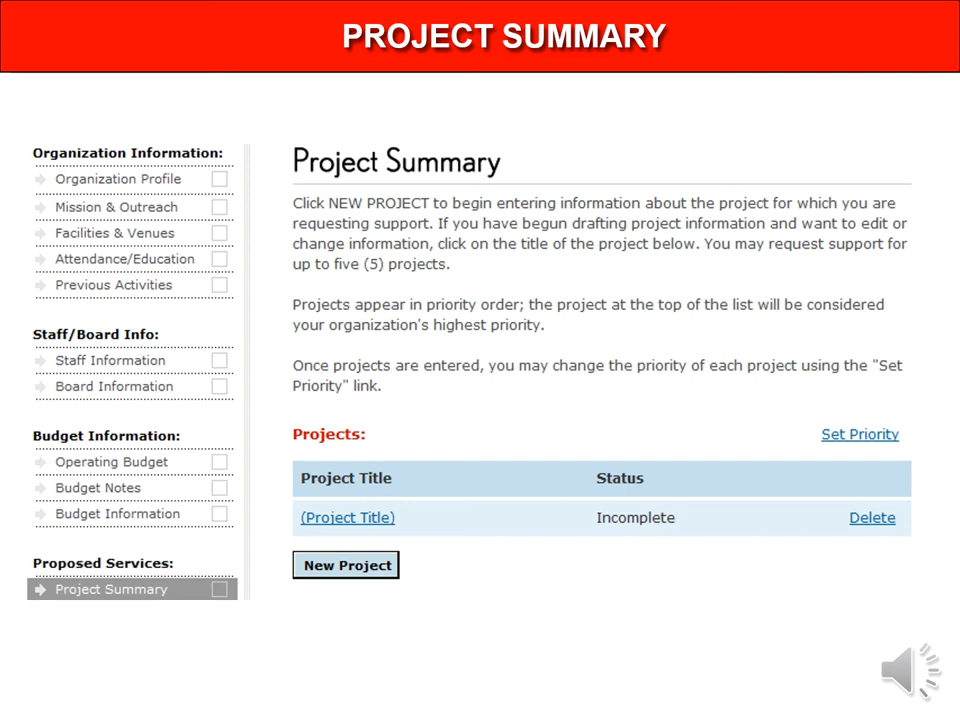 PROJECT SUMMARY
Organization Information:
Organization Profile
Mission & Outreach
Facilities & Venues
Attendance/Education
Previous Activities
Staff/Board Info:
Staff Information
Board Information
Budget Information:
Operating Budget
Budget Notes
Budget Information
Proposed Services:
Project Summary
Project Summary
Click NEW PROJECT to begin entering information about the project for which you are
requesting support. If you have begun drafting project information and want to edit or
change information, click on the title of the project below. You may request support for
up to five (5) projects.
Projects appear in priority order; the project at the top of the list will be considered
your organization's highest priority.
Once projects are entered, you may change the priority of each project using the "Set
Priority" link.
Projects: Set Priority
Project Title Status
(Project Title) Incomplete Delete
New Project